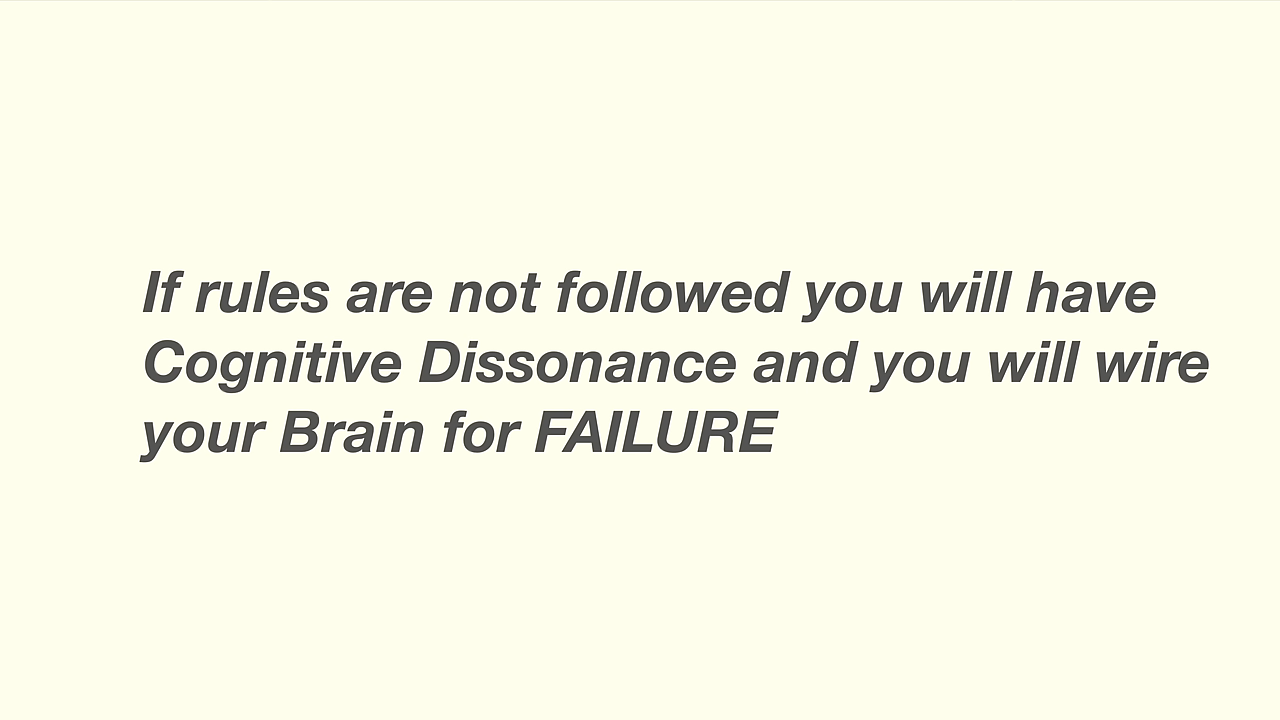 If rules are not followed you will have
Cognitive Dissonance and you will wire
your Brain for FAILURE